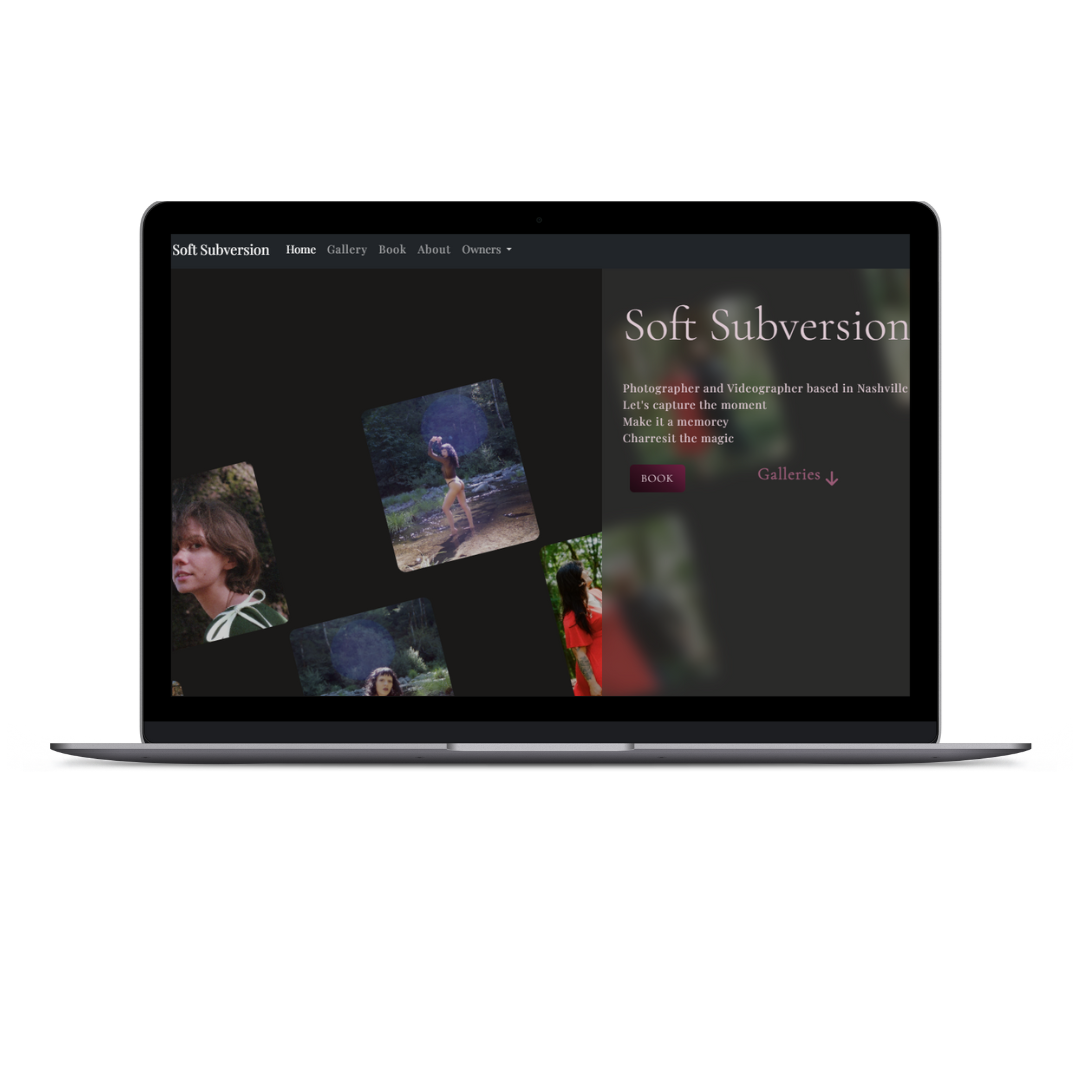 Soft Subversion Home Gallery Book About Owners
Soft Subversion
Photographer and Videographer based in Nashville
Let's capture the moment
Make it a memorey
Charresit the magic
BOOK Galleries